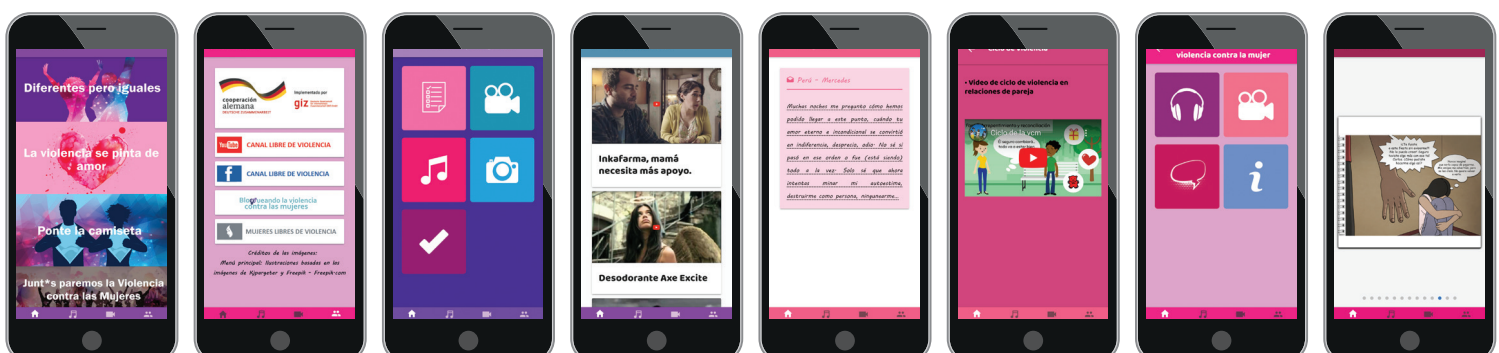 Diferentes pero iguales
La violencia se pinta de
amor
Ponte la camiseta
Junt*s paremos la Violencia
contra las Mujeres
cooperación
alemana
DEUTSCHE ZUSAMMENARBEIT
Implementada por
giz
YouTube CANAL LIBRE DE VIOLENCIA
f CANAL LIBRE DE VIOLENCIA
Blogueando la violencia
contra las mujeres
MUJERES LIBRES DE VIOLENCIA
Créditos de las imágenes:
Menú principal: Ilustraciones basadas en las
imágenes de Kjpargeter y Freepik - Freepik.com
Inkafarma, mamá
necesita más apoyo.
Desodorante Axe Excite
Perú - Mercedes
Muchas noches me pregunto cómo hemos
podido llegar a este punto, cuándo tu
amor eterno e incondicional se convirtió
en indiferencia, desprecio, odio. No sé si
pasó en ese orden o fue (está siendo)
todo a la vez. Solo sé que ahora
intentas minar mi autoestima,
destruirme como persona, ningunearme...
Ciclo de violencia
• Video de ciclo de violencia en
relaciones de pareja
Ciclo de la vcm
violencia contra la mujer
i